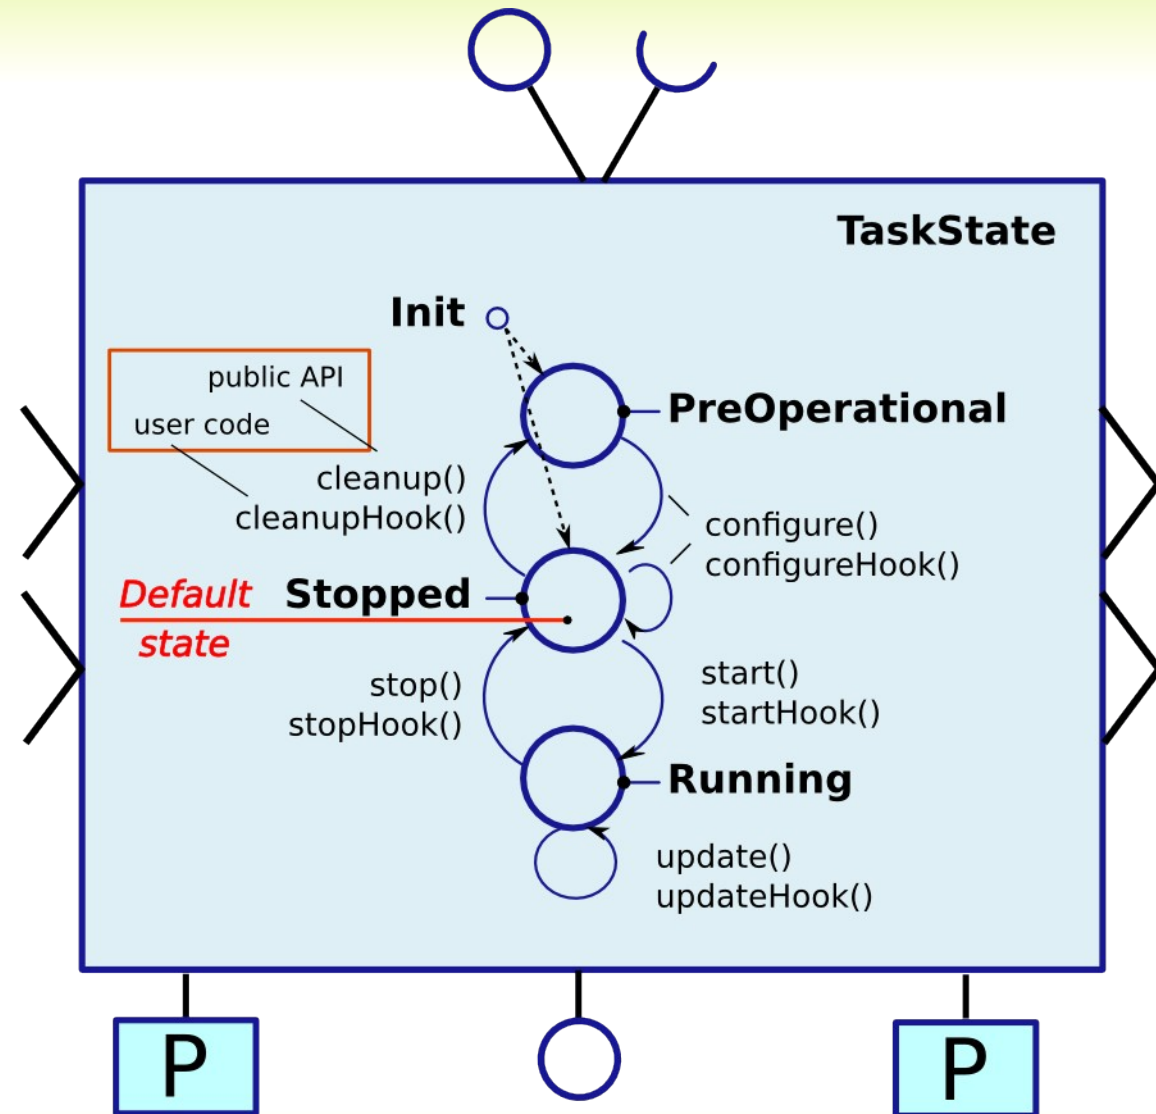 TaskState
Init
public API
user code
PreOperational
cleanup()
cleanupHook()
configure()
configureHook()
Default
state
Stopped
stop()
stopHook()
start()
startHook()
Running
update()
updateHook()
P
P